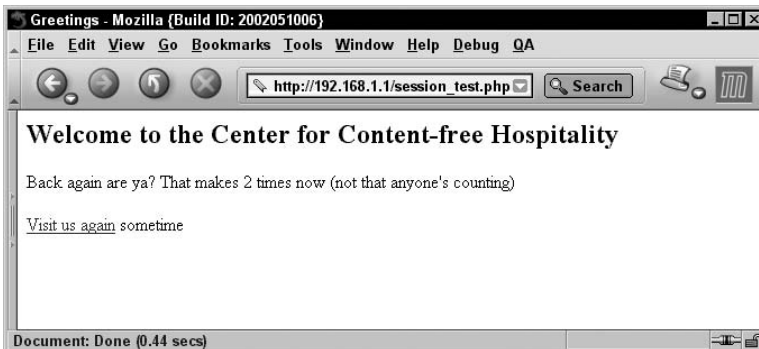 Greetings - Mozilla {Build ID: 2002051006}
File Edit View Go Bookmarks Tools Window Help Debug QA
http://192.168.1.1/session_test.php Search
Welcome to the Center for Content-free Hospitality
Back again are ya? That makes 2 times now (not that anyone's counting)
Visit us again sometime
Document: Done (0.44 secs)